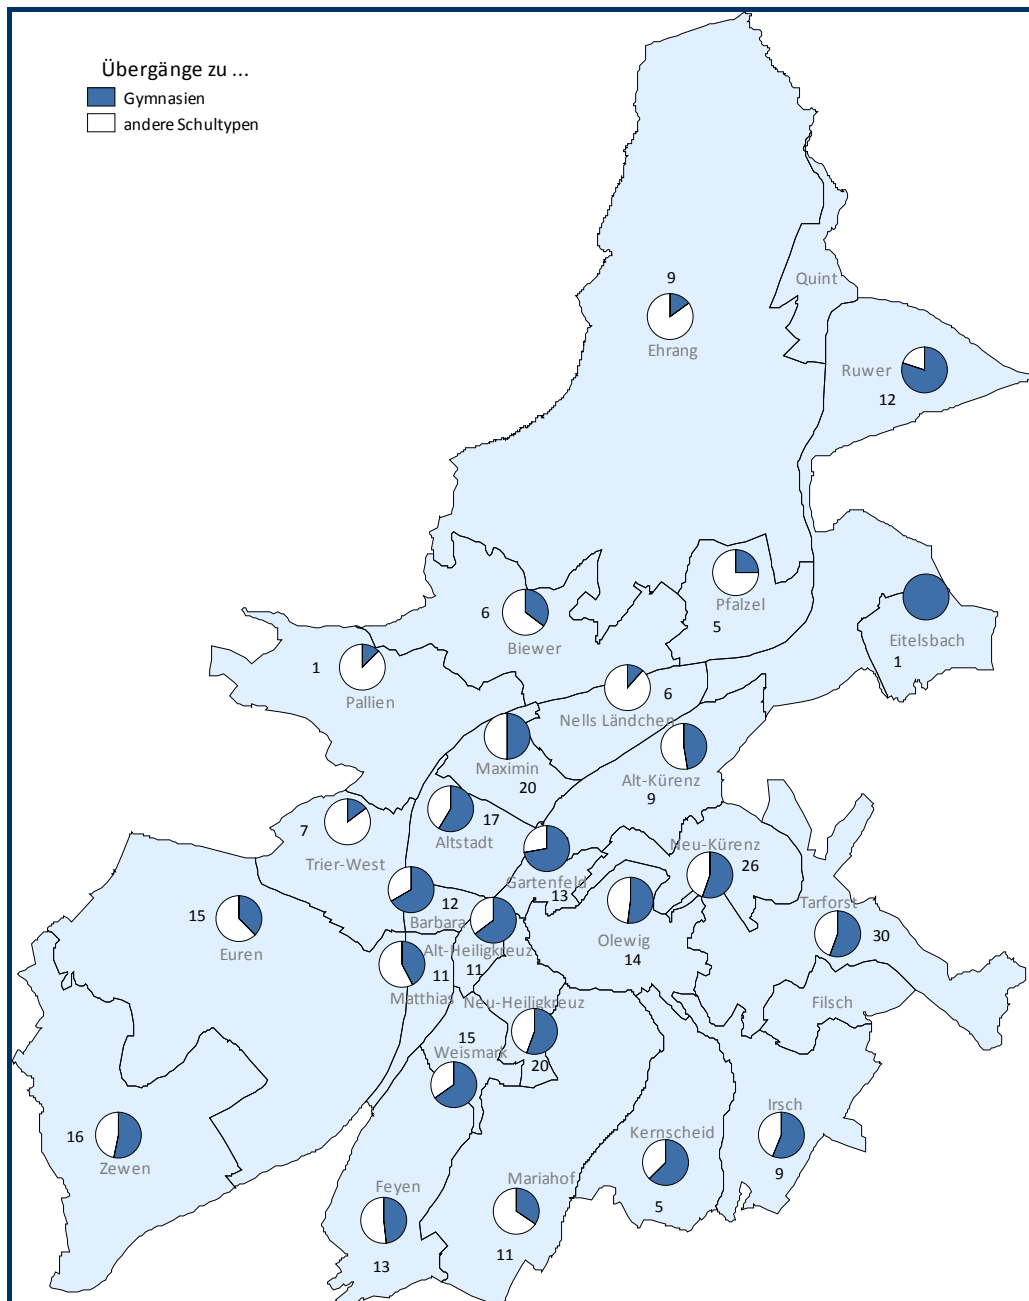 Übergänge zu ...
Gymnasien
andere Schultypen
9
Quint
Ehrang
Ruwer
12
Pfalzel
5
6
Biewer
Eitelsbach
1
1
Pallien
6
Nells Ländchen
Maximin
20
Alt-Kürenz
9
7
Trier-West
17
Altstadt
Neu-Kürenz
26
Gartenfeld
13
12
Barbara
Tarforst
30
15
Euren
Alt-Heiligkreuz
11
Olewig
14
11
Matthias
Filsch
Neu-Heiligkreuz
20
15
Weismark
Irsch
9
16
Zewen
Kernscheid
5
Feyen
13
Mariahof
11